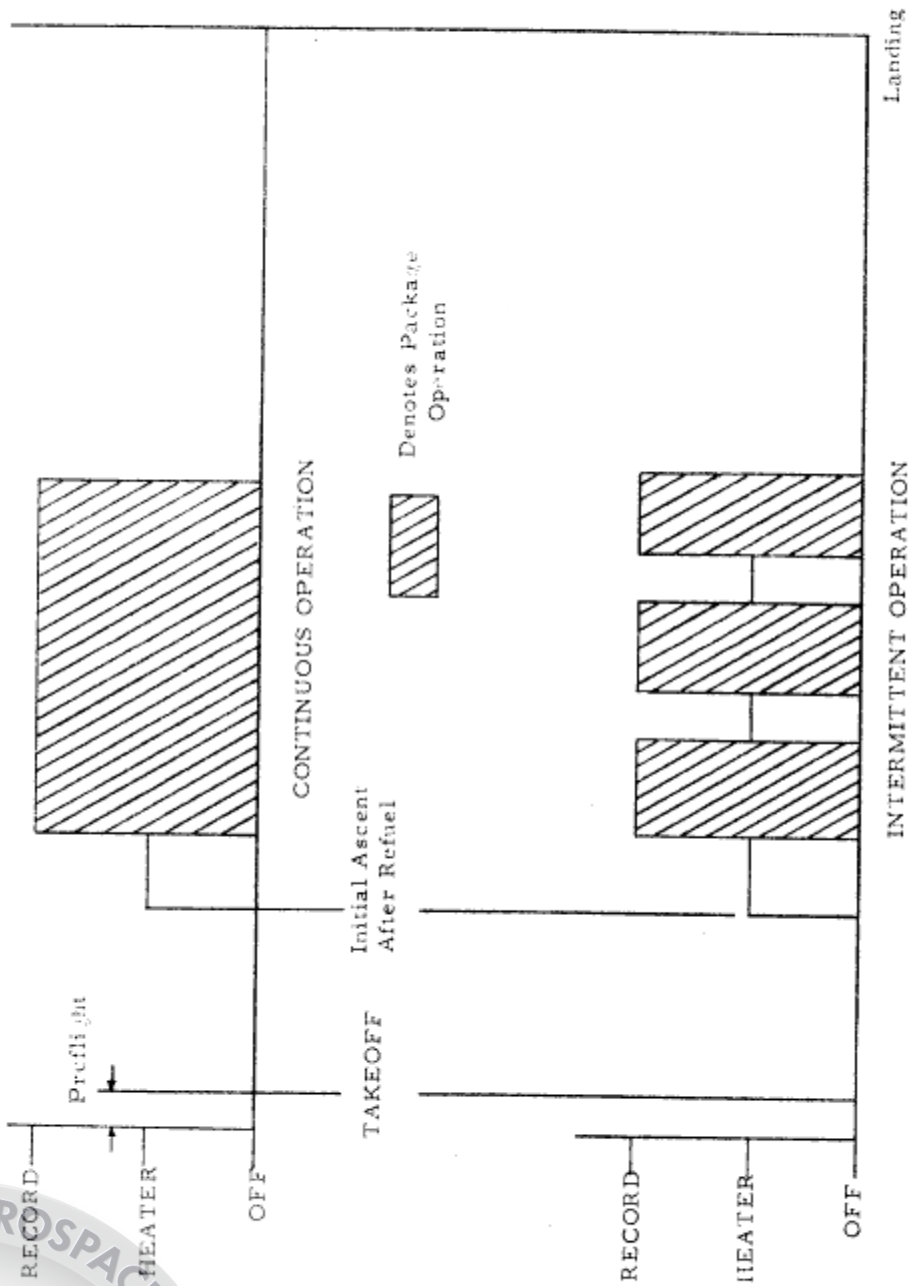 RECORD
HEATER
OFF
Preflight
TAKEOFF
Initial Ascent
After Refuel
CONTINUOUS OPERATION
Denotes Package
Operation
RECORD
HEATER
OFF
INTERMITTENT OPERATION
Landing
ROSPAC